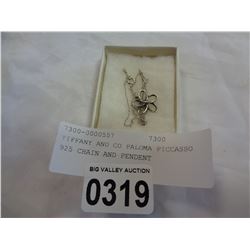 7300-0000557 7300
TIFFANY AND CO PALOMA PICCASSO
925 CHAIN AND PENDENT
BIG VALLEY AUCTION
0319